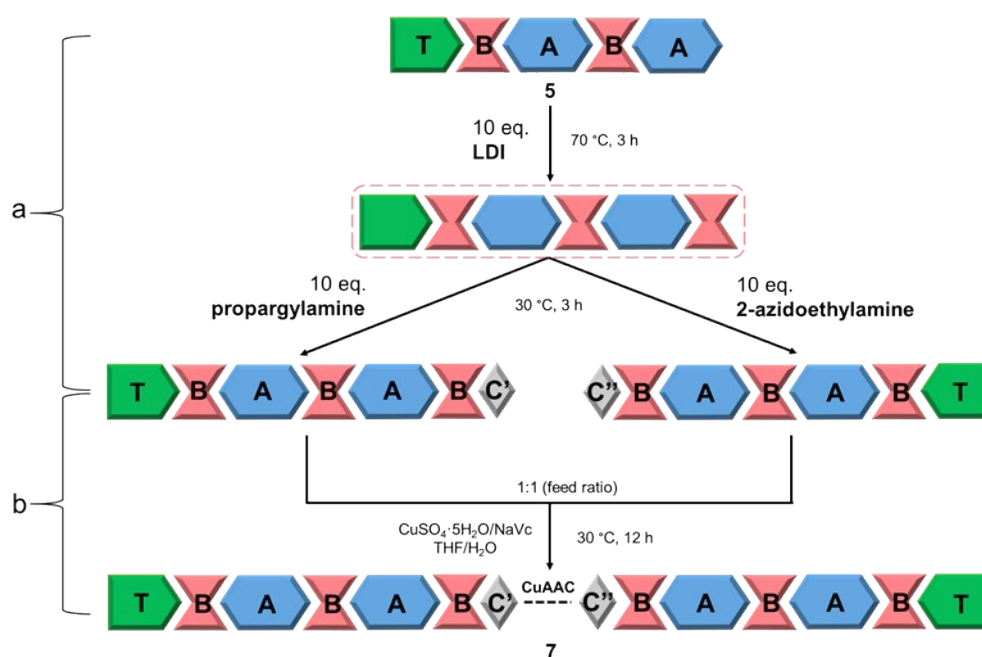 T B A B A
5
10 eq.
LDI
70 °C, 3 h
a
10 eq.
propargylamine
30 °C, 3 h
10 eq.
2-azidoethylamine
T B A B A B C'
C'' B A B A B T
b
1:1 (feed ratio)
CuSO₄·5H₂O/NaVc
THF/H₂O
30 °C, 12 h
T B A B A B C' CuAAC C'' B A B A B T
7